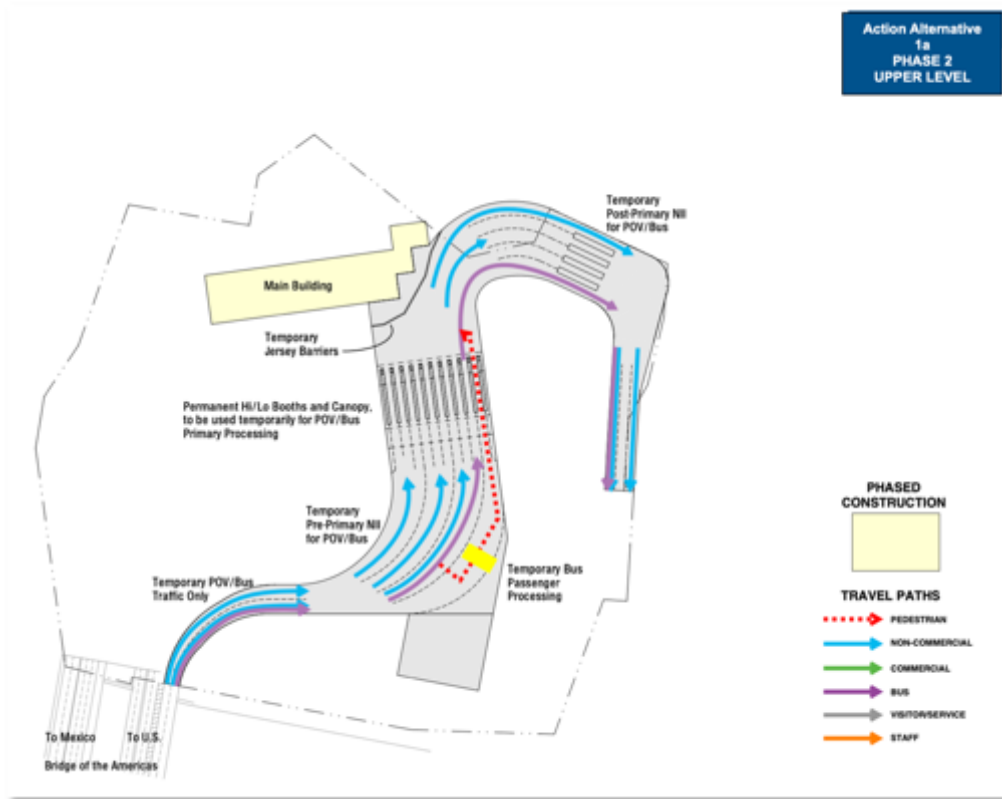 Action Alternative
1a
PHASE 2
UPPER LEVEL
Temporary
Post-Primary NII
for POV/Bus
Main Building
Temporary
Jersey Barriers
Permanent Hi/Lo Booths and Canopy,
to be used temporarily for POV/Bus
Primary Processing
Temporary
Pre-Primary NII
for POV/Bus
Temporary Bus
Passenger
Processing
Temporary POV/Bus
Traffic Only
To Mexico
To U.S.
Bridge of the Americas
PHASED
CONSTRUCTION
TRAVEL PATHS
PEDESTRIAN
NON-COMMERCIAL
COMMERCIAL
BUS
VISITOR/SERVICE
STAFF